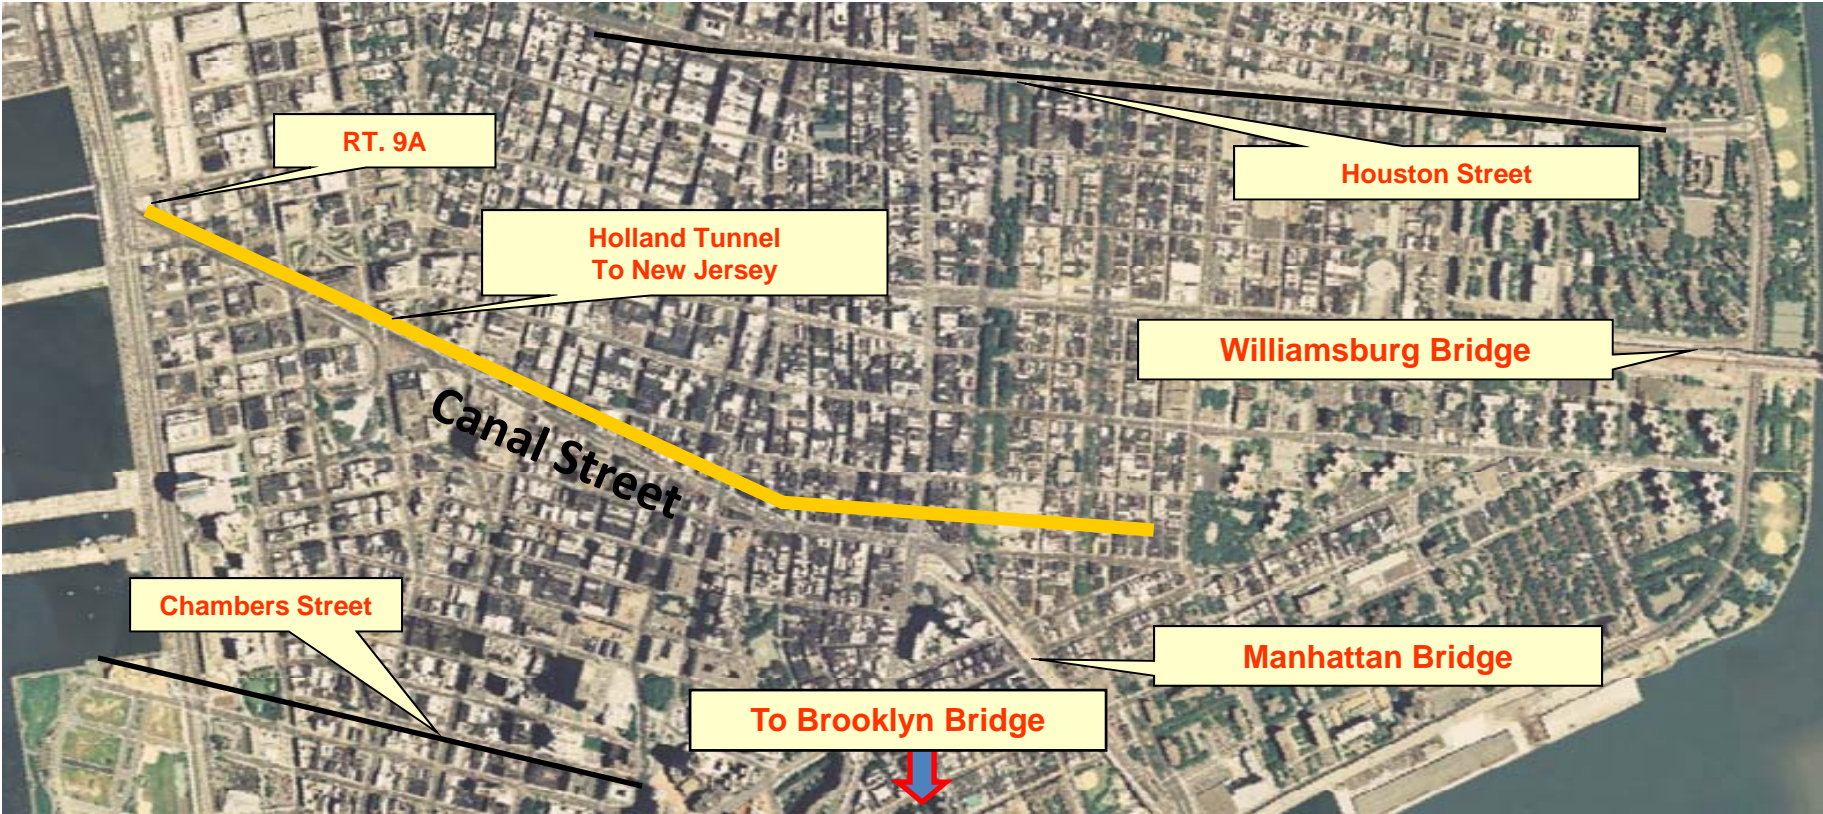 RT. 9A
Houston Street
Holland Tunnel
To New Jersey
Williamsburg Bridge
Canal Street
Chambers Street
Manhattan Bridge
To Brooklyn Bridge